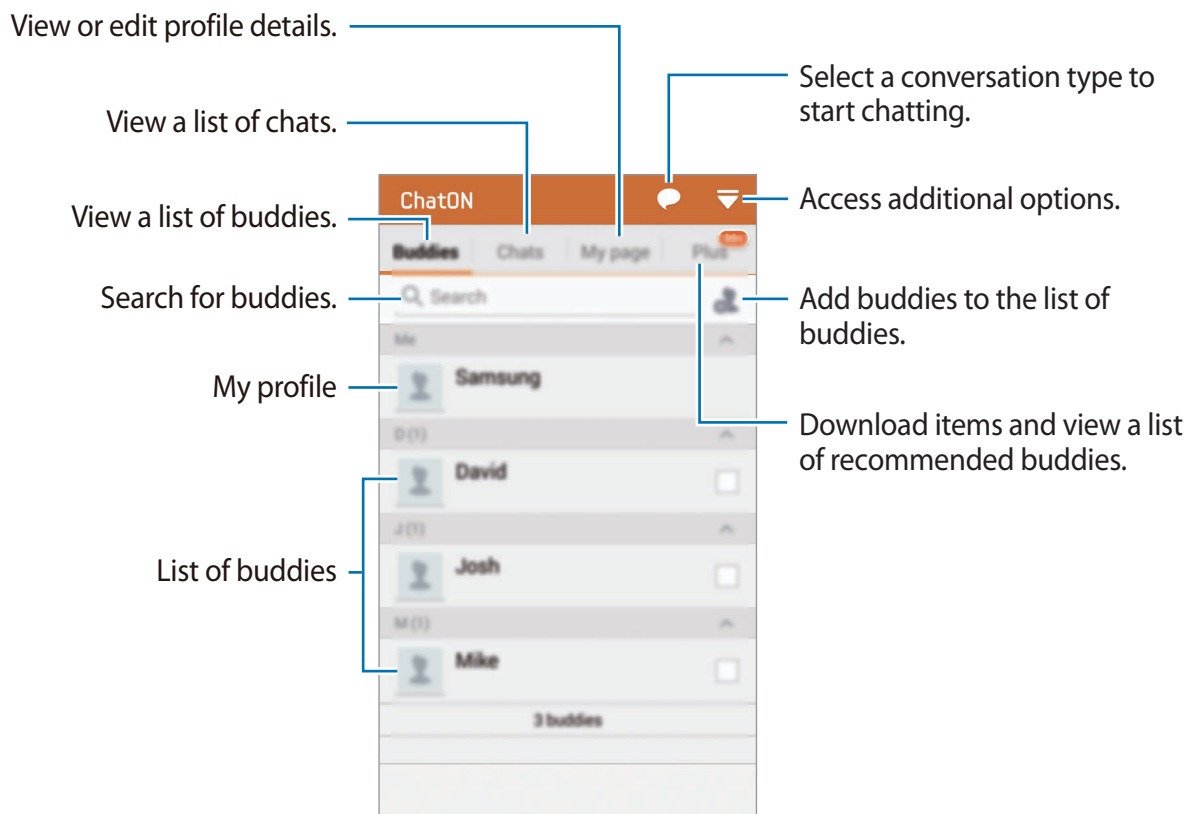 View or edit profile details.
Select a conversation type to
start chatting.
View a list of chats.
ChatON
Access additional options.
View a list of buddies.
Buddies Chats My page Plus
Search for buddies.
Search
Add buddies to the list of
buddies.
Me
My profile
Samsung
Download items and view a list
of recommended buddies.
D (1)
David
J (1)
List of buddies
Josh
M (1)
Mike
3 buddies